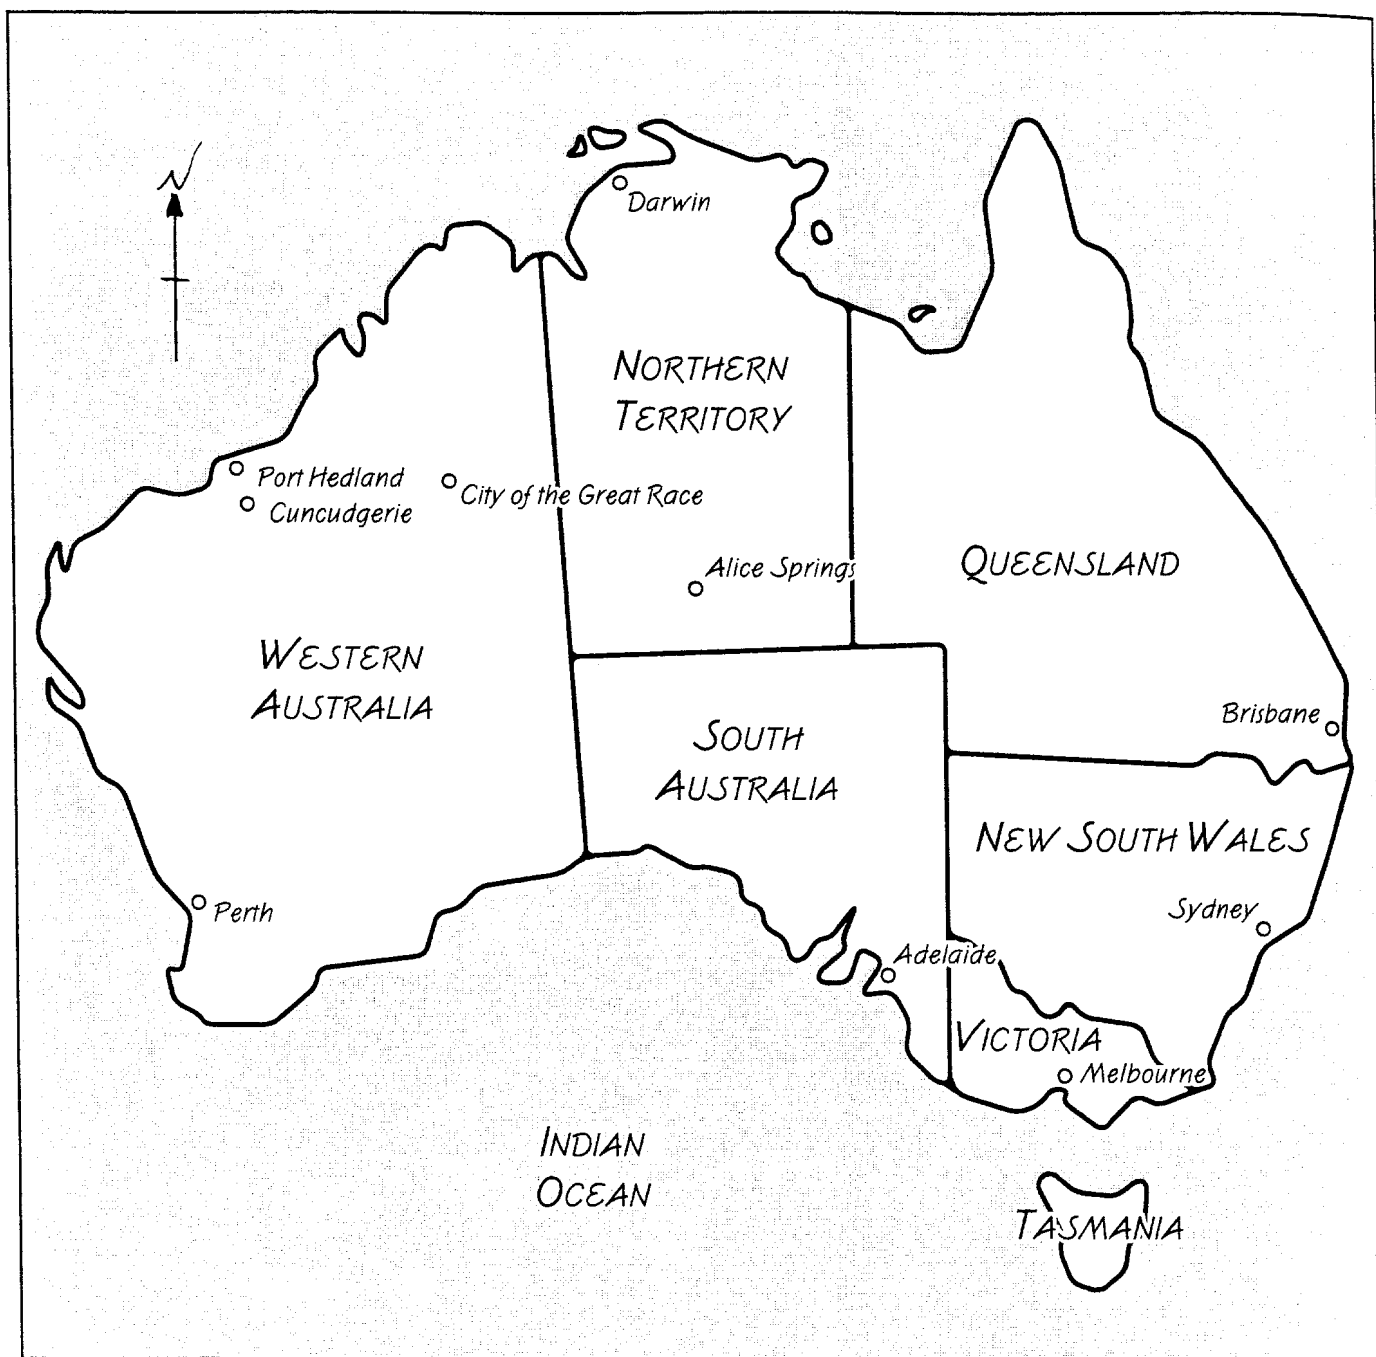 N
Darwin
NORTHERN
TERRITORY
Port Hedland
City of the Great Race
Cuncudgerie
Alice Springs
QUEENSLAND
WESTERN
AUSTRALIA
Brisbane
SOUTH
AUSTRALIA
NEW SOUTH WALES
Perth
Sydney
Adelaide
VICTORIA
Melbourne
INDIAN
OCEAN
TASMANIA